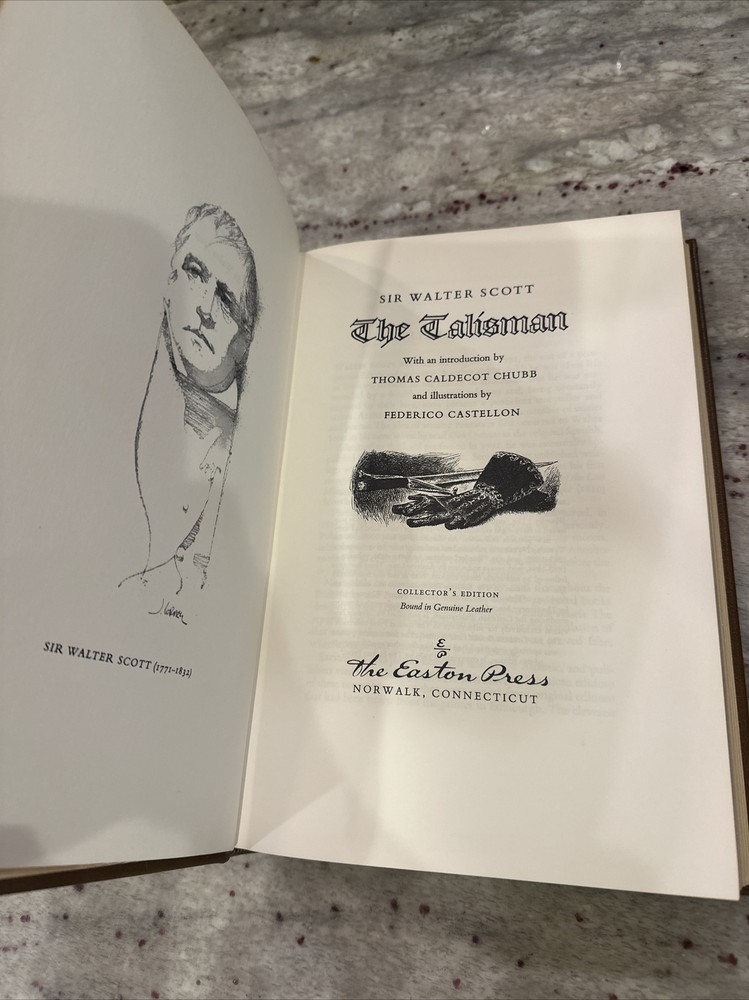 SIR WALTER SCOTT (1771–1832)
SIR WALTER SCOTT
The Talisman
With an introduction by
THOMAS CALDECOT CHUBB
and illustrations by
FEDERICO CASTELLON
COLLECTOR'S EDITION
Bound in Genuine Leather
E
P
The Easton Press
NORWALK, CONNECTICUT